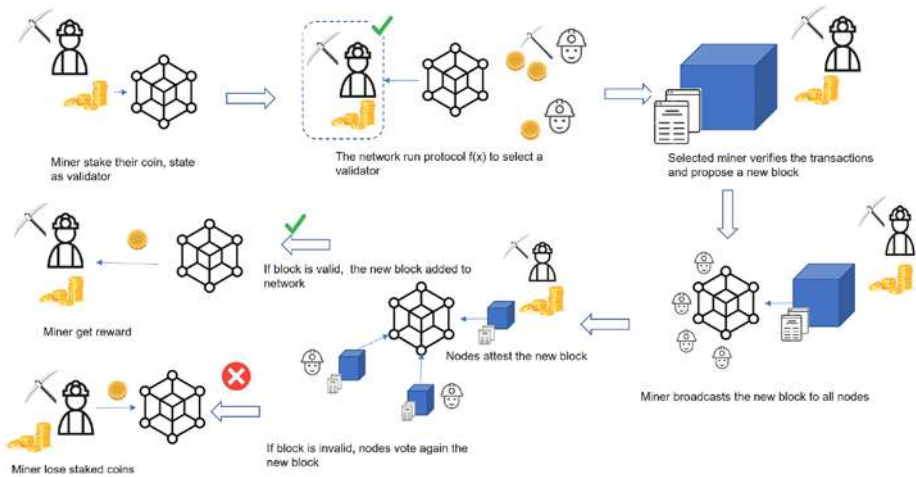 Miner stake their coin, state
as validator
The network run protocol f(x) to select a
validator
Selected miner verifies the transactions
and propose a new block
Miner broadcasts the new block to all nodes
Nodes attest the new block
If block is valid, the new block added to
network
Miner get reward
If block is invalid, nodes vote again the
new block
Miner lose staked coins